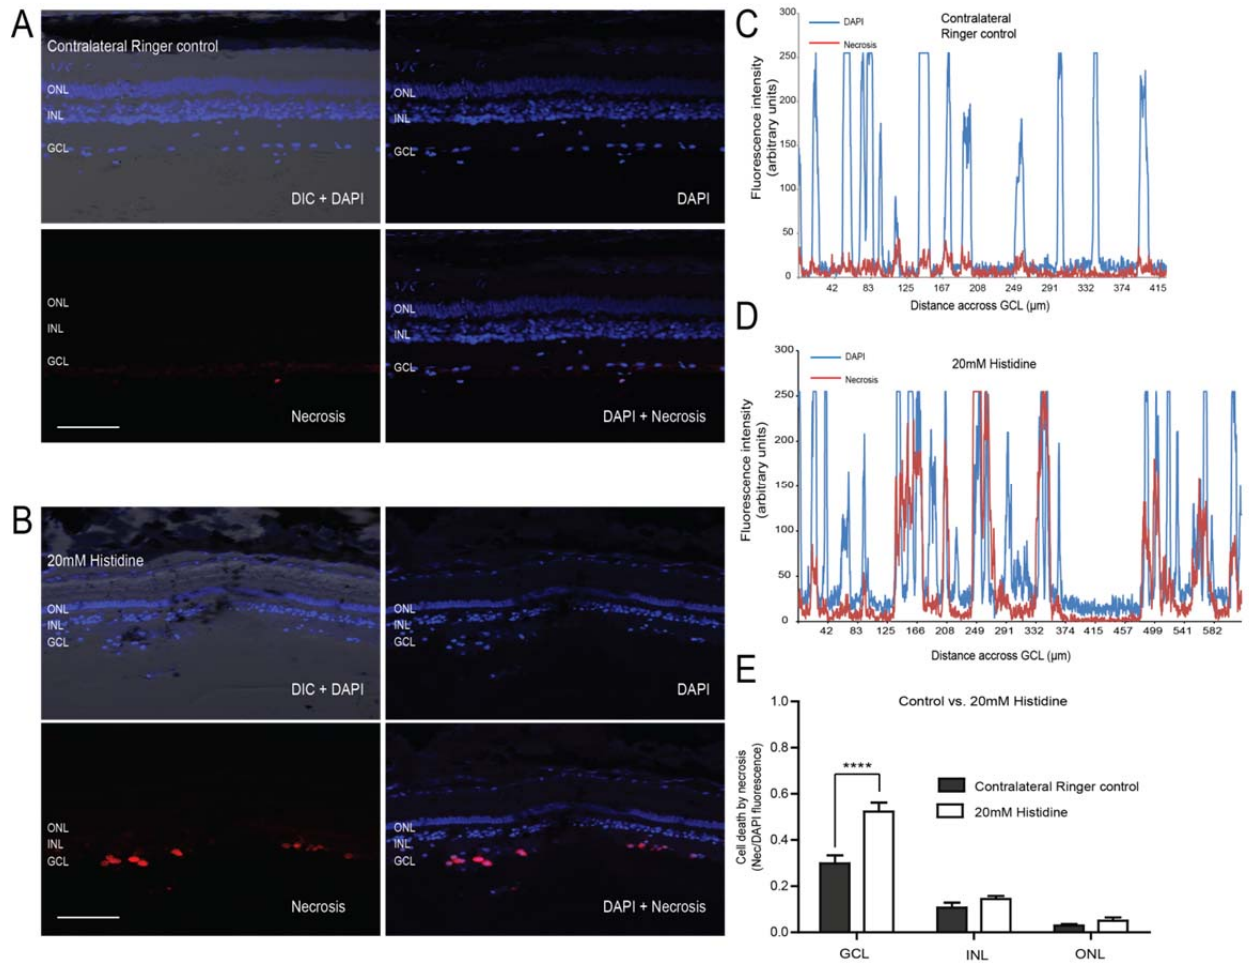 A
Contralateral Ringer control
ONL
INL
GCL
DIC + DAPI
ONL
INL
GCL
DAPI
ONL
INL
GCL
Necrosis
ONL
INL
GCL
DAPI + Necrosis
B
20mM Histidine
ONL
INL
GCL
DIC + DAPI
ONL
INL
GCL
DAPI
ONL
INL
GCL
Necrosis
ONL
INL
GCL
DAPI + Necrosis
C
DAPI
Necrosis
Contralateral
Ringer control
Fluorescence intensity
(arbitrary units)
300
250
200
150
100
50
0
42 83 125 167 208 249 291 332 374 415
Distance accross GCL (µm)
D
DAPI
Necrosis
20mM Histidine
Fluorescence intensity
(arbitrary units)
300
250
200
150
100
50
0
42 83 125 166 208 249 291 332 374 415 457 499 541 582
Distance accross GCL (µm)
E
Control vs. 20mM Histidine
Cell death by necrosis
(Nec/DAPI fluorescence)
1.0
0.8
0.6
0.4
0.2
0.0
****
Contralateral Ringer control
20mM Histidine
GCL INL ONL